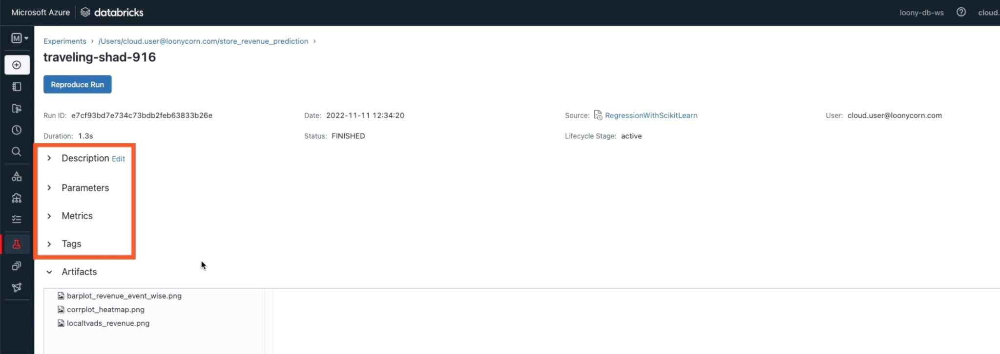 Microsoft Azure databricks loony-db-ws cloud.
M
Experiments > /Users/cloud.user@loonycorn.com/store_revenue_prediction >
traveling-shad-916
Reproduce Run
Run ID: e7cf93bd7e734c73bdb2feb63833b26e Date: 2022-11-11 12:34:20 Source: RegressionWithScikitLearn User: cloud.user@loonycorn.com
Duration: 1.3s Status: FINISHED Lifecycle Stage: active
Description Edit
Parameters
Metrics
Tags
Artifacts
barplot_revenue_event_wise.png
corrplot_heatmap.png
localtvads_revenue.png